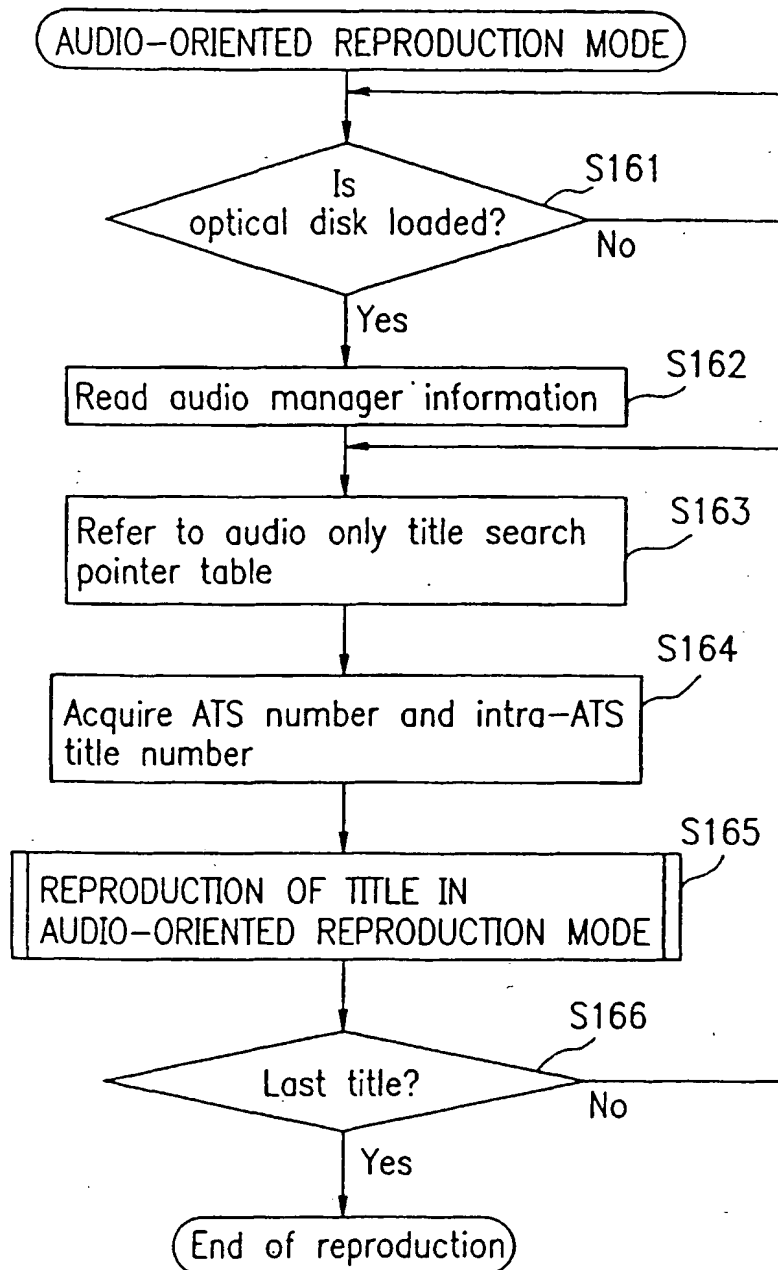 AUDIO-ORIENTED REPRODUCTION MODE
S161
Is
optical disk loaded?
No
Yes
S162
Read audio manager information
S163
Refer to audio only title search
pointer table
S164
Acquire ATS number and intra-ATS
title number
S165
REPRODUCTION OF TITLE IN
AUDIO-ORIENTED REPRODUCTION MODE
S166
Last title?
No
Yes
End of reproduction